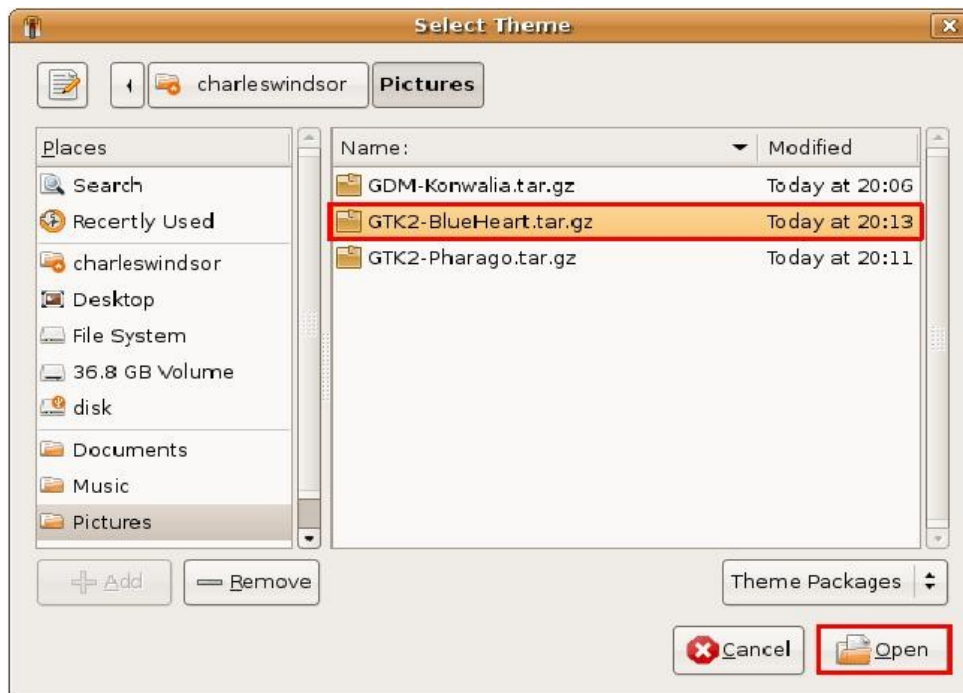 Select Theme
charleswindsor Pictures
Places
Search
Recently Used
charleswindsor
Desktop
File System
36.8 GB Volume
disk
Documents
Music
Pictures
Name: Modified
GDM-Konwalia.tar.gz Today at 20:06
GTK2-BlueHeart.tar.gz Today at 20:13
GTK2-Pharago.tar.gz Today at 20:11
Add Remove Theme Packages
Cancel Open